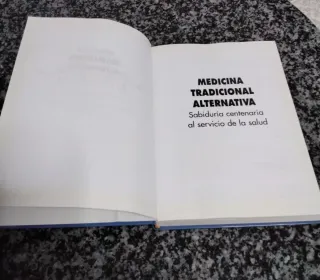 MEDICINA
TRADICIONAL
ALTERNATIVA
Sabiduría centenaria
al servicio de la salud